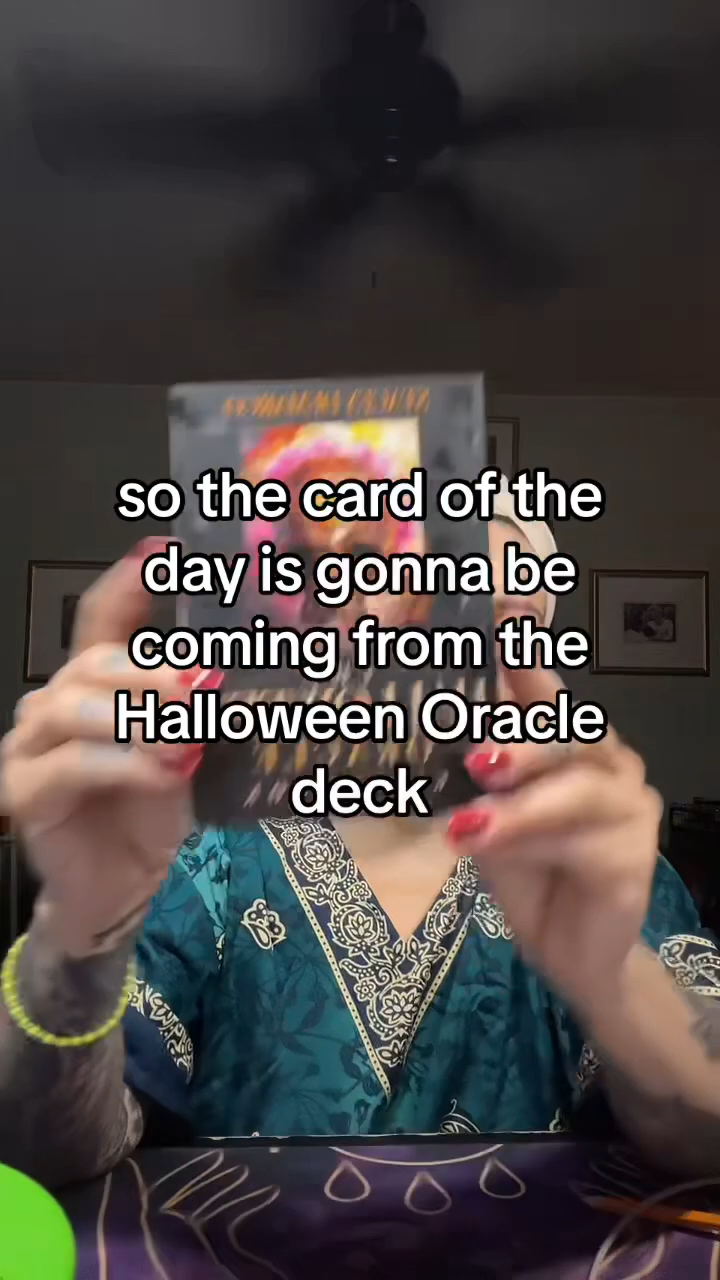 so the card of the
day is gonna be
coming from the
Halloween Oracle
deck